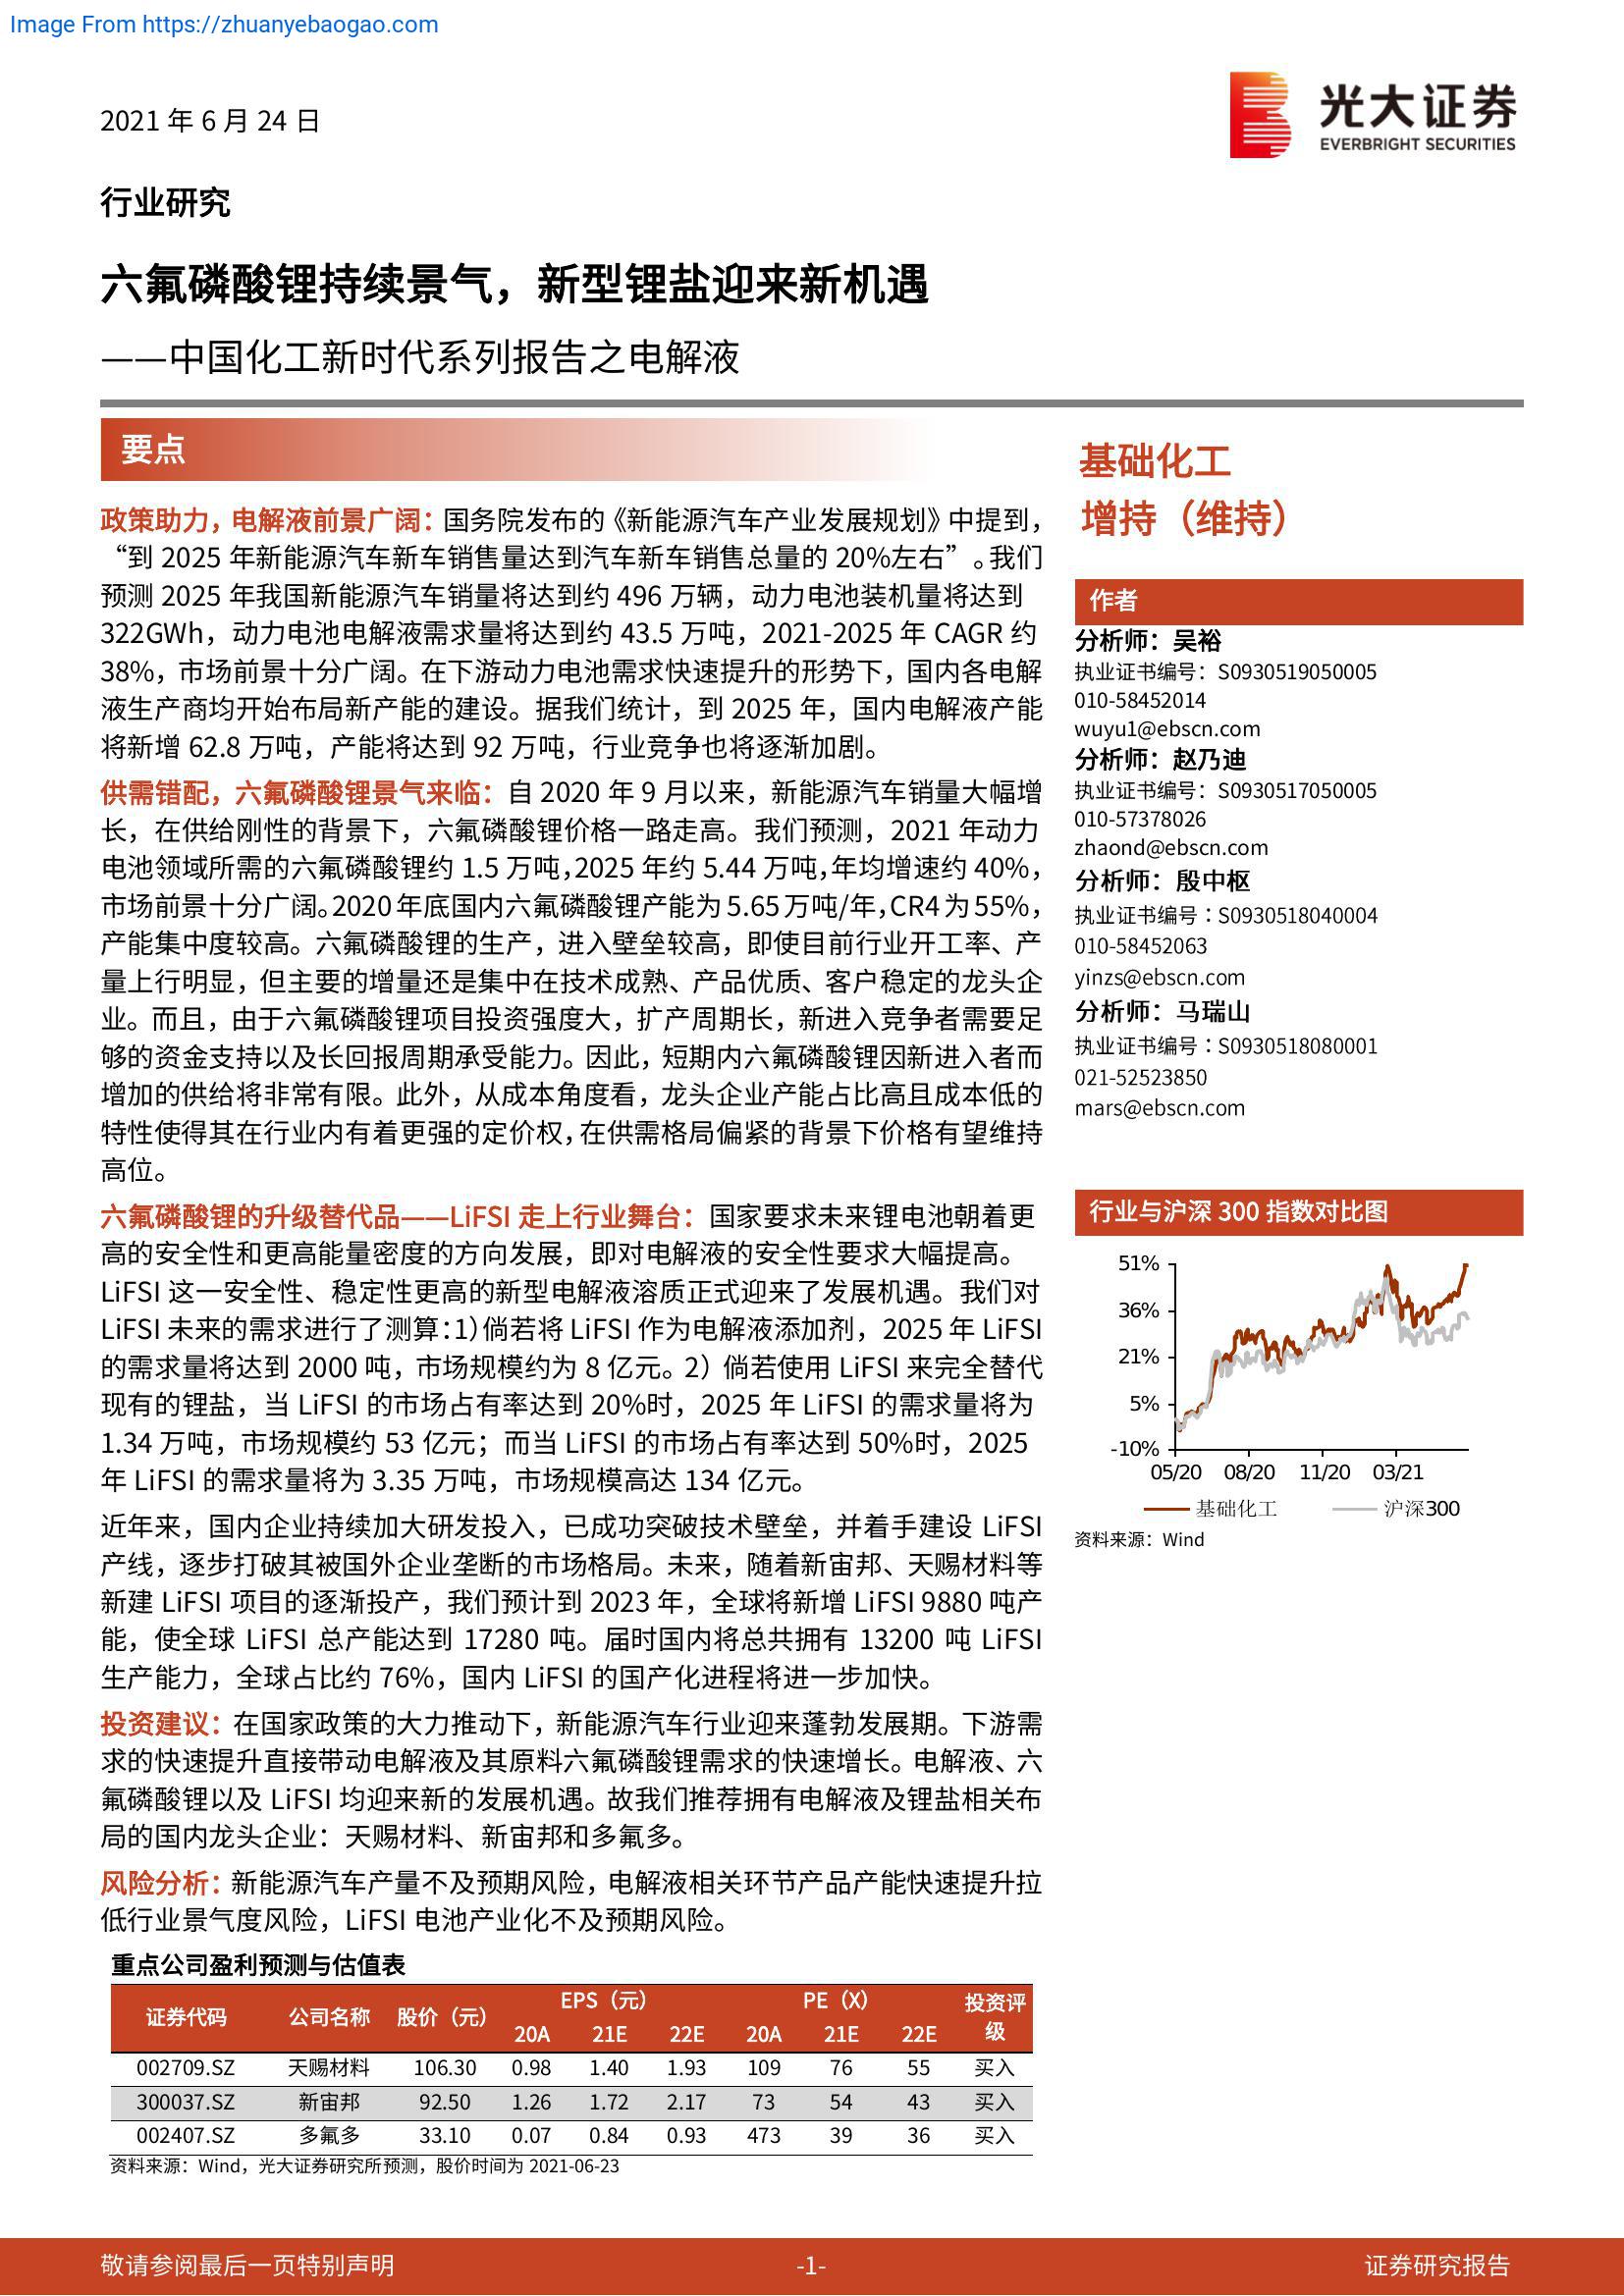 Image From https://zhuanyebaogao.com
2021 年 6 月 24 日
光大证券
EVERBRIGHT SECURITIES
行业研究
六氟磷酸锂持续景气，新型锂盐迎来新机遇
——中国化工新时代系列报告之电解液
要点
政策助力，电解液前景广阔：国务院发布的《新能源汽车产业发展规划》中提到，
“到 2025 年新能源汽车新车销售量达到汽车新车销售总量的 20%左右”。我们
预测 2025 年我国新能源汽车销量将达到约 496 万辆，动力电池装机量将达到
322GWh，动力电池电解液需求量将达到约 43.5 万吨，2021-2025 年 CAGR 约
38%，市场前景十分广阔。在下游动力电池需求快速提升的形势下，国内各电解
液生产商均开始布局新产能的建设。据我们统计，到 2025 年，国内电解液产能
将新增 62.8 万吨，产能将达到 92 万吨，行业竞争也将逐渐加剧。
供需错配，六氟磷酸锂景气来临：自 2020 年 9 月以来，新能源汽车销量大幅增
长，在供给刚性的背景下，六氟磷酸锂价格一路走高。我们预测，2021 年动力
电池领域所需的六氟磷酸锂约 1.5 万吨，2025 年约 5.44 万吨，年均增速约 40%，
市场前景十分广阔。2020 年底国内六氟磷酸锂产能为 5.65 万吨/年，CR4 为 55%，
产能集中度较高。六氟磷酸锂的生产，进入壁垒较高，即使目前行业开工率、产
量上行明显，但主要的增量还是集中在技术成熟、产品优质、客户稳定的龙头企
业。而且，由于六氟磷酸锂项目投资强度大，扩产周期长，新进入竞争者需要足
够的资金支持以及长回报周期承受能力。因此，短期内六氟磷酸锂因新进入者而
增加的供给将非常有限。此外，从成本角度看，龙头企业产能占比高且成本低的
特性使得其在行业内有着更强的定价权，在供需格局偏紧的背景下价格有望维持
高位。
六氟磷酸锂的升级替代品——LiFSI 走上行业舞台：国家要求未来锂电池朝着更
高的安全性和更高能量密度的方向发展，即对电解液的安全性要求大幅提高。
LiFSI 这一安全性、稳定性更高的新型电解液溶质正式迎来了发展机遇。我们对
LiFSI 未来的需求进行了测算：1）倘若将 LiFSI 作为电解液添加剂，2025 年 LiFSI
的需求量将达到 2000 吨，市场规模约为 8 亿元。2）倘若使用 LiFSI 来完全替代
现有的锂盐，当 LiFSI 的市场占有率达到 20%时，2025 年 LiFSI 的需求量将为
1.34 万吨，市场规模约 53 亿元；而当 LiFSI 的市场占有率达到 50%时，2025
年 LiFSI 的需求量将为 3.35 万吨，市场规模高达 134 亿元。
近年来，国内企业持续加大研发投入，已成功突破技术壁垒，并着手建设 LiFSI
产线，逐步打破其被国外企业垄断的市场格局。未来，随着新宙邦、天赐材料等
新建 LiFSI 项目的逐渐投产，我们预计到 2023 年，全球将新增 LiFSI 9880 吨产
能，使全球 LiFSI 总产能达到 17280 吨。届时国内将总共拥有 13200 吨 LiFSI
生产能力，全球占比约 76%，国内 LiFSI 的国产化进程将进一步加快。
投资建议：在国家政策的大力推动下，新能源汽车行业迎来蓬勃发展期。下游需
求的快速提升直接带动电解液及其原料六氟磷酸锂需求的快速增长。电解液、六
氟磷酸锂以及 LiFSI 均迎来新的发展机遇。故我们推荐拥有电解液及锂盐相关布
局的国内龙头企业：天赐材料、新宙邦和多氟多。
风险分析：新能源汽车产量不及预期风险，电解液相关环节产品产能快速提升拉
低行业景气度风险，LiFSI 电池产业化不及预期风险。
重点公司盈利预测与估值表
证券代码 公司名称 股价（元） EPS（元） PE（X） 投资评级
20A 21E 22E 20A 21E 22E
002709.SZ 天赐材料 106.30 0.98 1.40 1.93 109 76 55 买入
300037.SZ 新宙邦 92.50 1.26 1.72 2.17 73 54 43 买入
002407.SZ 多氟多 33.10 0.07 0.84 0.93 473 39 36 买入
资料来源：Wind，光大证券研究所预测，股价时间为 2021-06-23
基础化工
增持（维持）
作者
分析师：吴裕
执业证书编号：S0930519050005
010-58452014
wuyu1@ebscn.com
分析师：赵乃迪
执业证书编号：S0930517050005
010-57378026
zhaond@ebscn.com
分析师：殷中枢
执业证书编号：S0930518040004
010-58452063
yinzs@ebscn.com
分析师：马瑞山
执业证书编号：S0930518080001
021-52523850
mars@ebscn.com
行业与沪深 300 指数对比图
51%
36%
21%
5%
-10%
05/20 08/20 11/20 03/21
基础化工 沪深300
资料来源：Wind
敬请参阅最后一页特别声明 -1- 证券研究报告